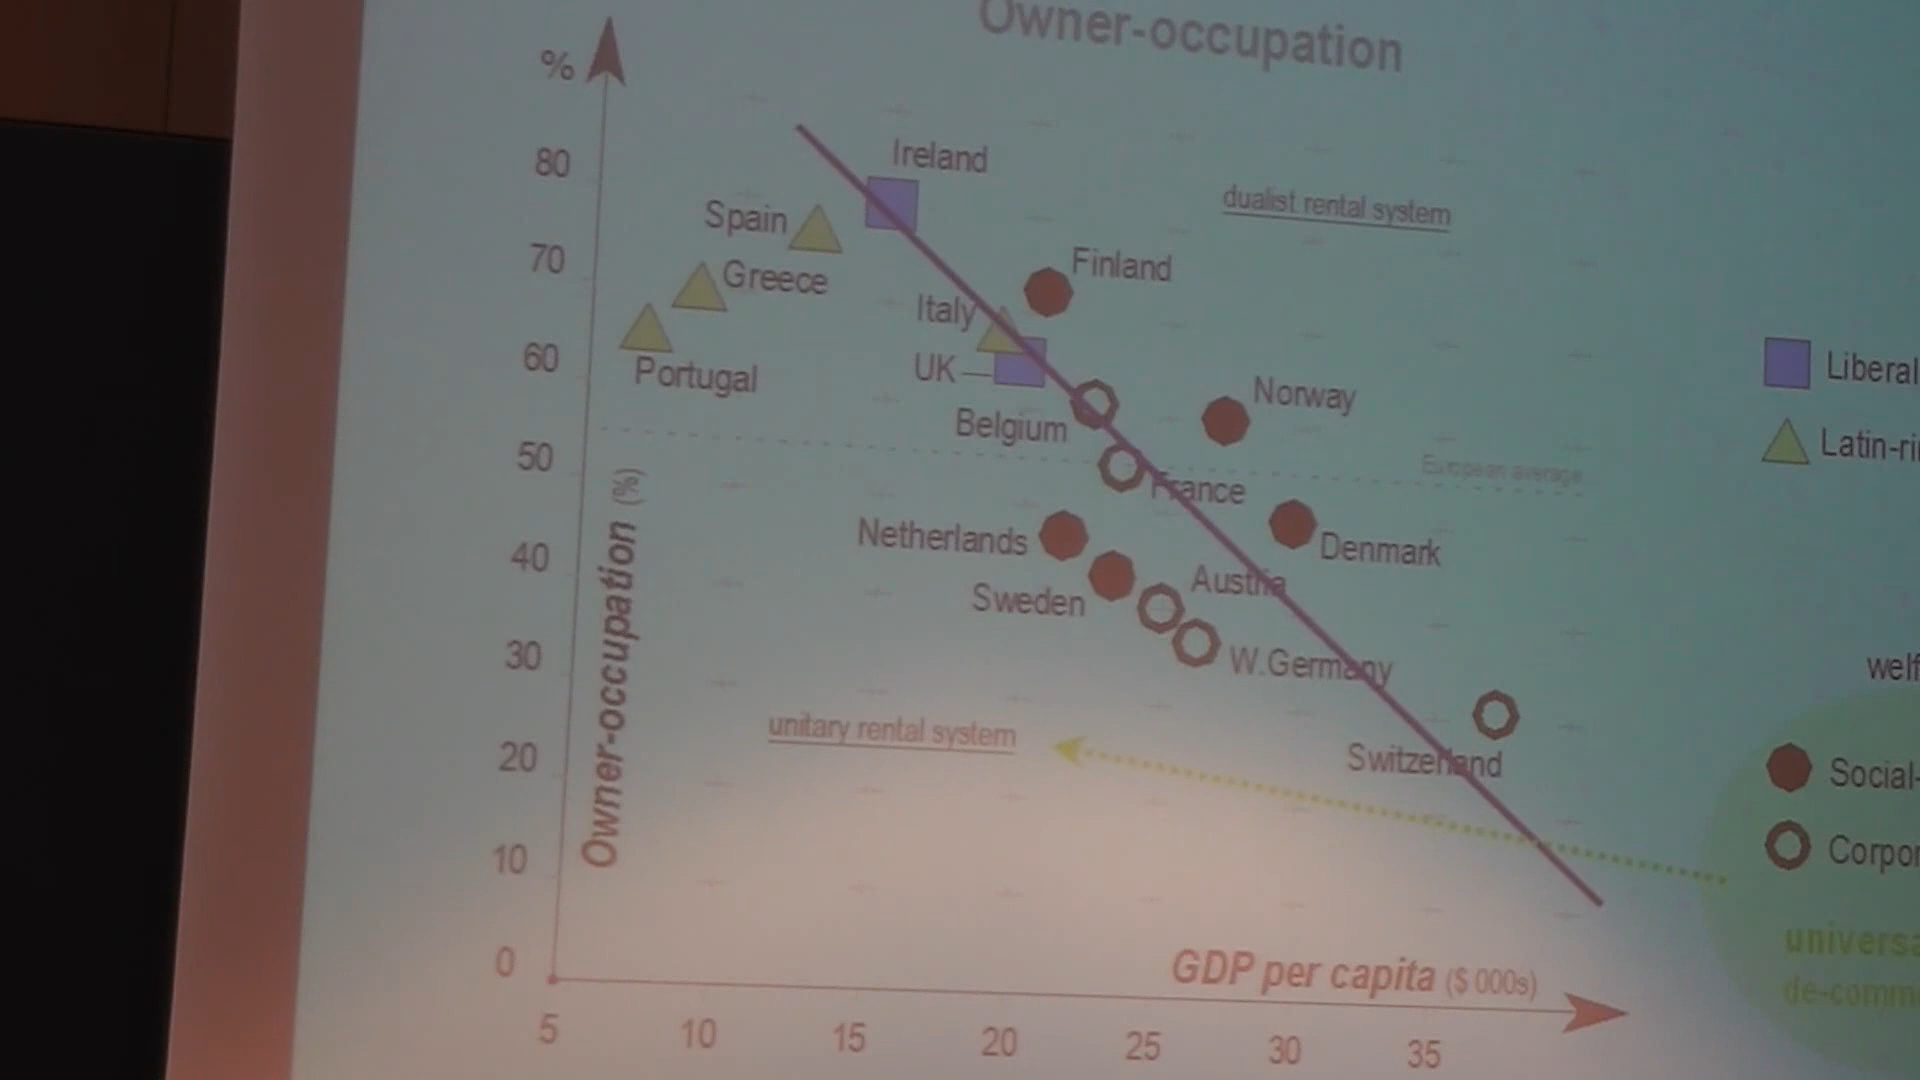 Owner-occupation
%
80
70
60
50
40
30
20
10
0
Owner-occupation (%)
Ireland
Spain
dualist rental system
Finland
Greece
Italy
UK
Portugal
Norway
Belgium
European average
France
Netherlands
Denmark
Austria
Sweden
W.Germany
unitary rental system
Switzerland
GDP per capita ($ 000s)
5 10 15 20 25 30 35
Liberal
Latin-ri
welf
Social-
Corpor
universa
de-comm